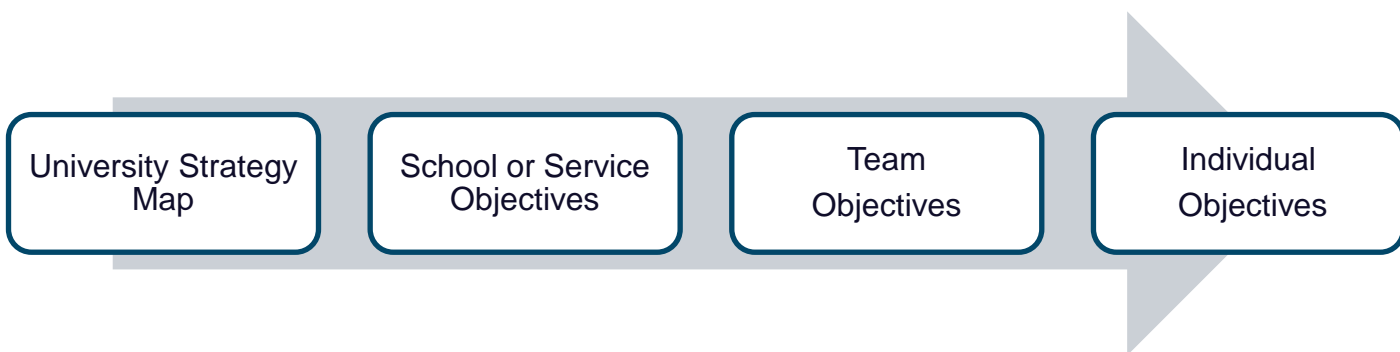 University Strategy
Map
School or Service
Objectives
Team
Objectives
Individual
Objectives